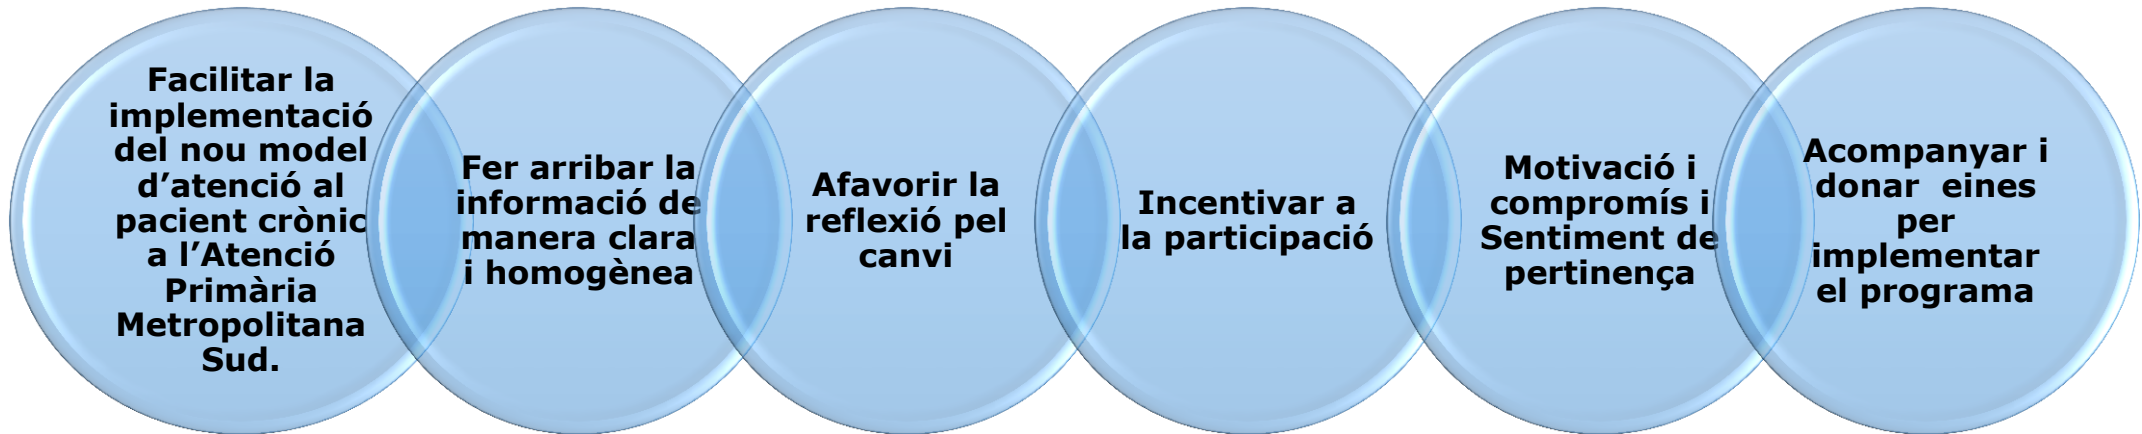 Facilitar la
implementació
del nou model
d’atenció al
pacient crònic
a l’Atenció
Primària
Metropolitana
Sud.
Fer arribar la
informació de
manera clara
i homogènea
Afavorir la
reflexió pel
canvi
Incentivar a
la participació
Motivació i
compromís i
Sentiment de
pertinença
Acompanyar i
donar  eines
per
implementar
el programa